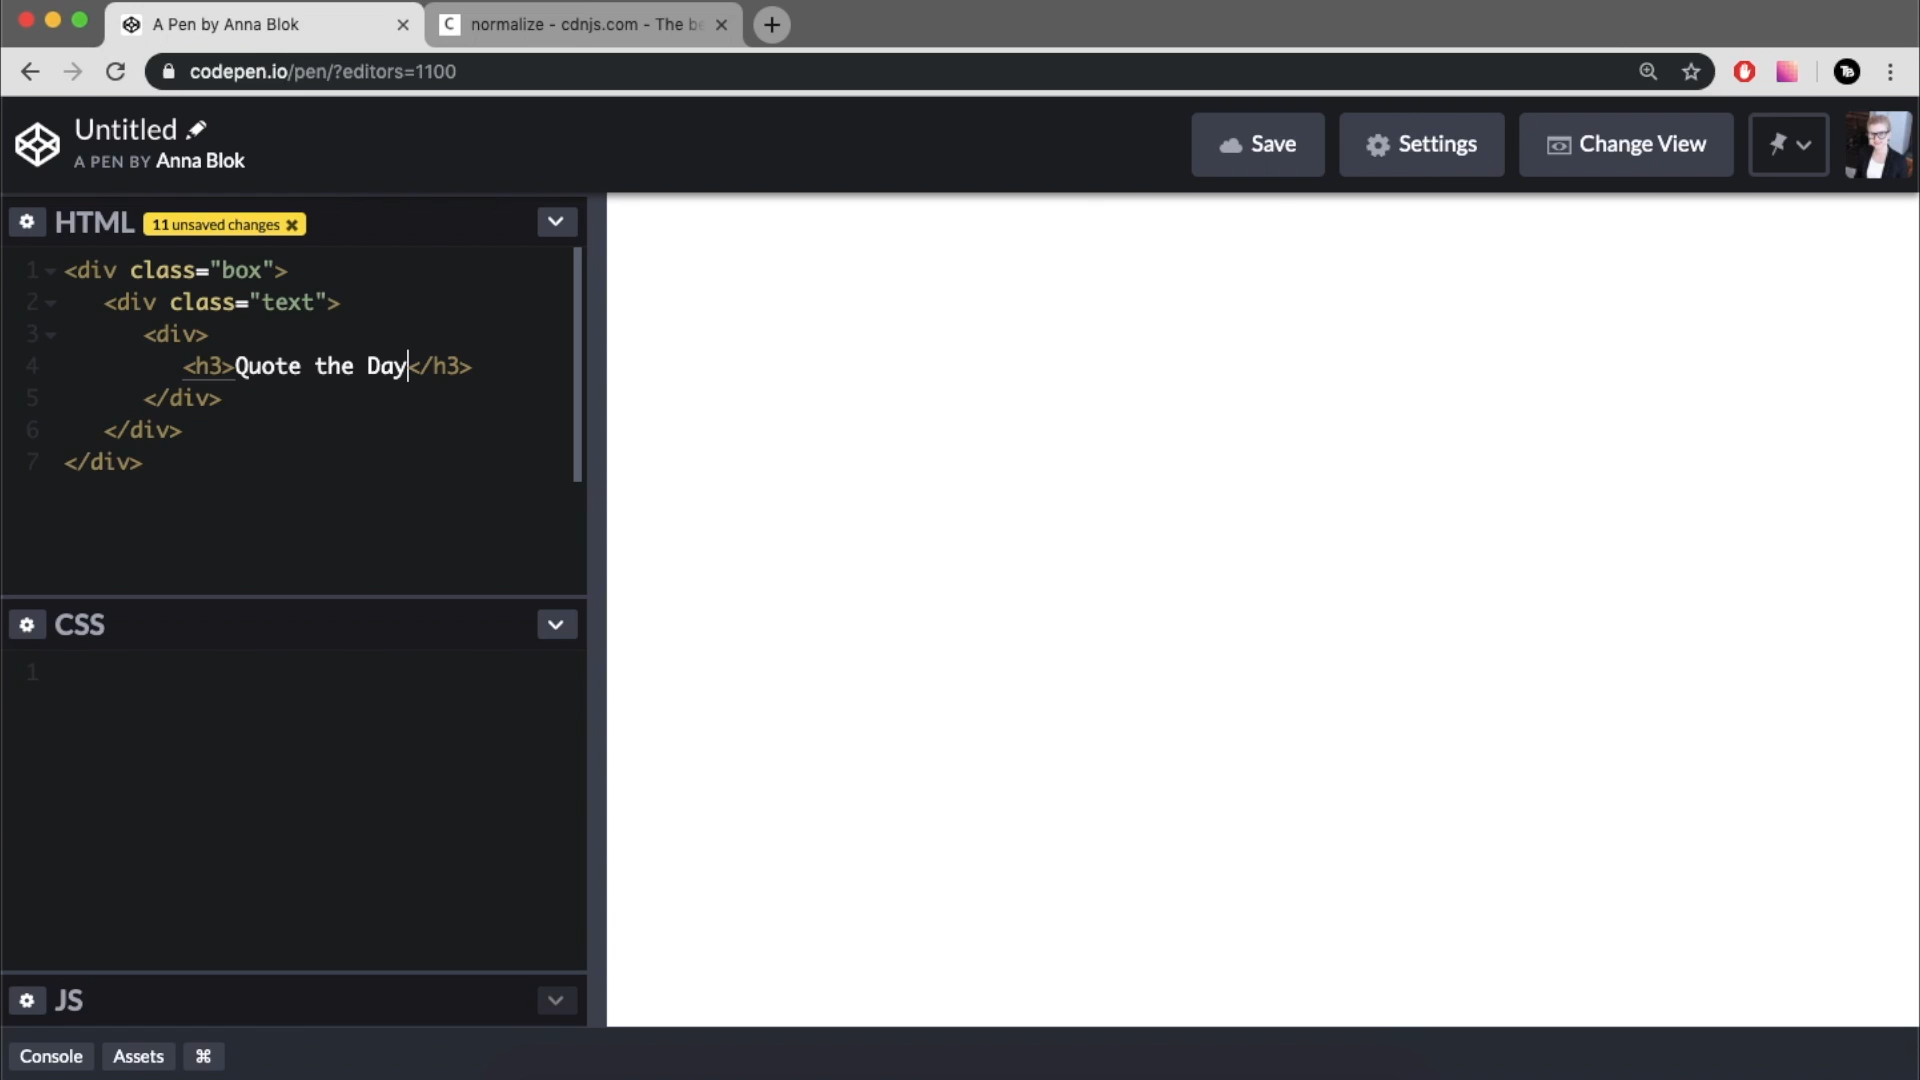 A Pen by Anna Blok
C normalize - cdnjs.com - The be
codepen.io/pen/?editors=1100
TB
Untitled
A PEN BY Anna Blok
Save
Settings
Change View
HTML 11 unsaved changes
1 <div class="box">
2 <div class="text">
3 <div>
4 <h3>Quote the Day</h3>
5 </div>
6 </div>
7 </div>
CSS
1
JS
Console Assets ⌘